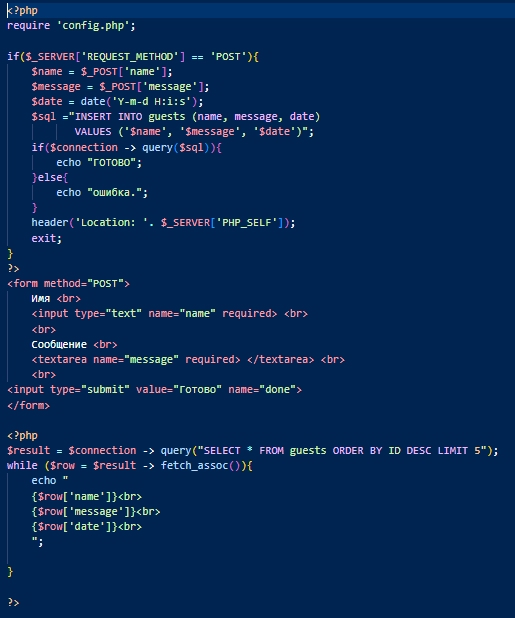 <?php
require 'config.php';

if($_SERVER['REQUEST_METHOD'] == 'POST'){
    $name = $_POST['name'];
    $message = $_POST['message'];
    $date = date('Y-m-d H:i:s');
    $sql ="INSERT INTO guests (name, message, date)
           VALUES ('$name', '$message', '$date')";
    if($connection -> query($sql)){
        echo "ГОТОВО";
    }else{
        echo "ошибка.";
    }
    header('Location: '. $_SERVER['PHP_SELF']);
    exit;
}
?>
<form method="POST">
    Имя <br>
    <input type="text" name="name" required> <br>
    <br>
    Сообщение <br>
    <textarea name="message" required> </textarea> <br>
    <br>
<input type="submit" value="Готово" name="done">
</form>

<?php
$result = $connection -> query("SELECT * FROM guests ORDER BY ID DESC LIMIT 5");
while ($row = $result -> fetch_assoc()){
    echo "
    {$row['name']}<br>
    {$row['message']}<br>
    {$row['date']}<br>
    ";

}

?>